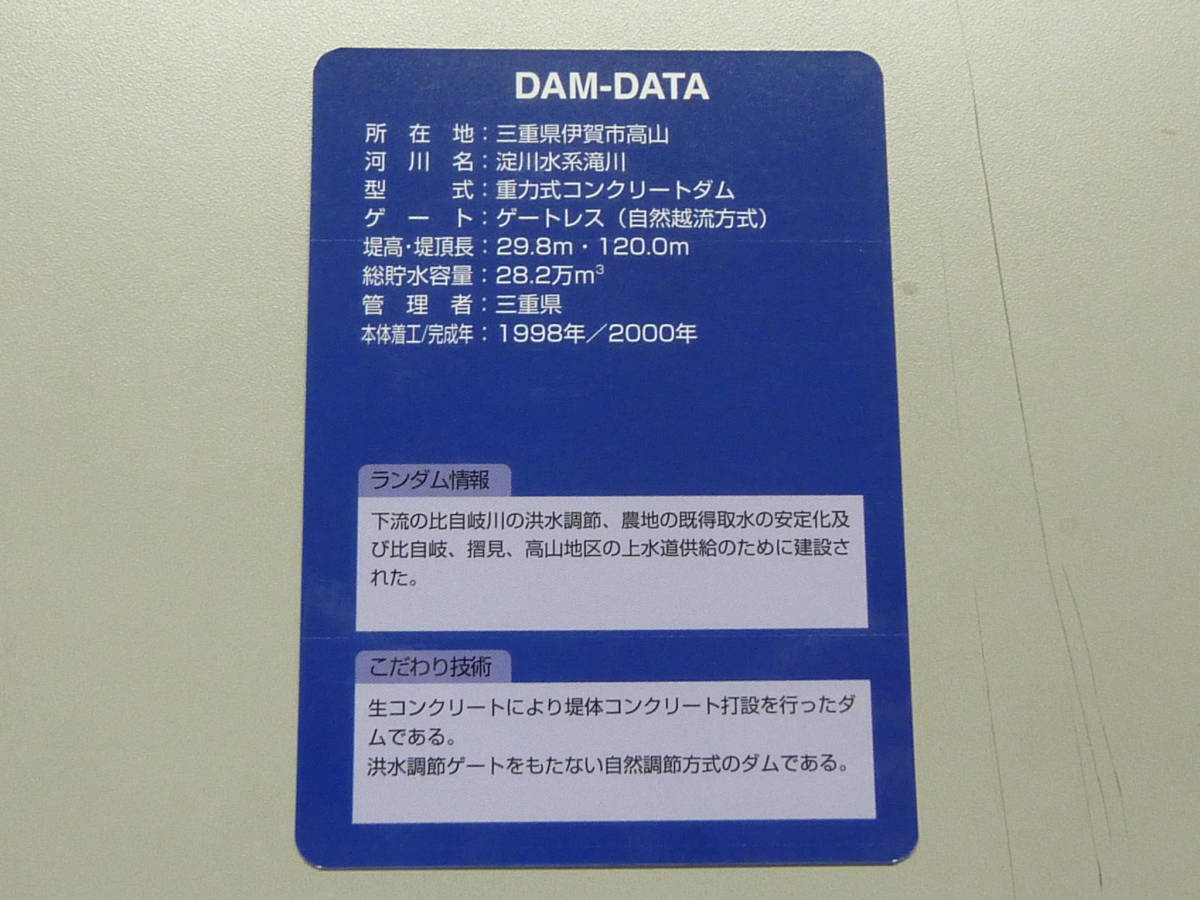 DAM-DATA
所在地：三重県伊賀市高山
河川名：淀川水系滝川
型式：重力式コンクリートダム
ゲート：ゲートレス（自然越流方式）
堤高・堤頂長：29.8m・120.0m
総貯水容量：28.2万m³
管理者：三重県
本体着工/完成年：1998年／2000年
ランダム情報
下流の比自岐川の洪水調節、農地の既得取水の安定化及
び比自岐、摺見、高山地区の上水道供給のために建設さ
れた。
こだわり技術
生コンクリートにより堤体コンクリート打設を行ったダ
ムである。
洪水調節ゲートをもたない自然調節方式のダムである。